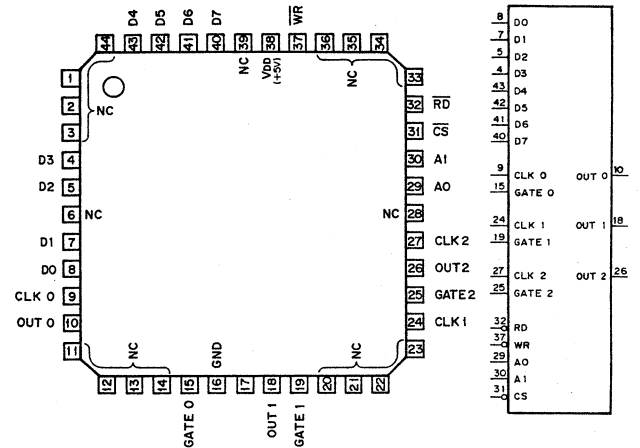 D4 D5 D6 D7 WR
44 43 42 41 40 39 38 37 36 35 34
NC VDD (+5V) NC
1 33
2 NC 32 RD
3 31 CS
D3 4 30 A1
D2 5 29 A0
6 NC NC 28
D1 7 27 CLK2
D0 8 26 OUT2
CLK 0 9 25 GATE2
OUT 0 10 24 CLK1
11 23
NC GND NC
12 13 14 15 16 17 18 19 20 21 22
GATE 0 OUT 1 GATE 1
8 D0
7 D1
5 D2
4 D3
43 D4
42 D5
41 D6
40 D7
9 CLK 0 OUT 0 10
15 GATE 0
24 CLK 1 OUT 1 18
19 GATE 1
27 CLK 2 OUT 2 26
25 GATE 2
32 RD
37 WR
29 A0
30 A1
31 CS